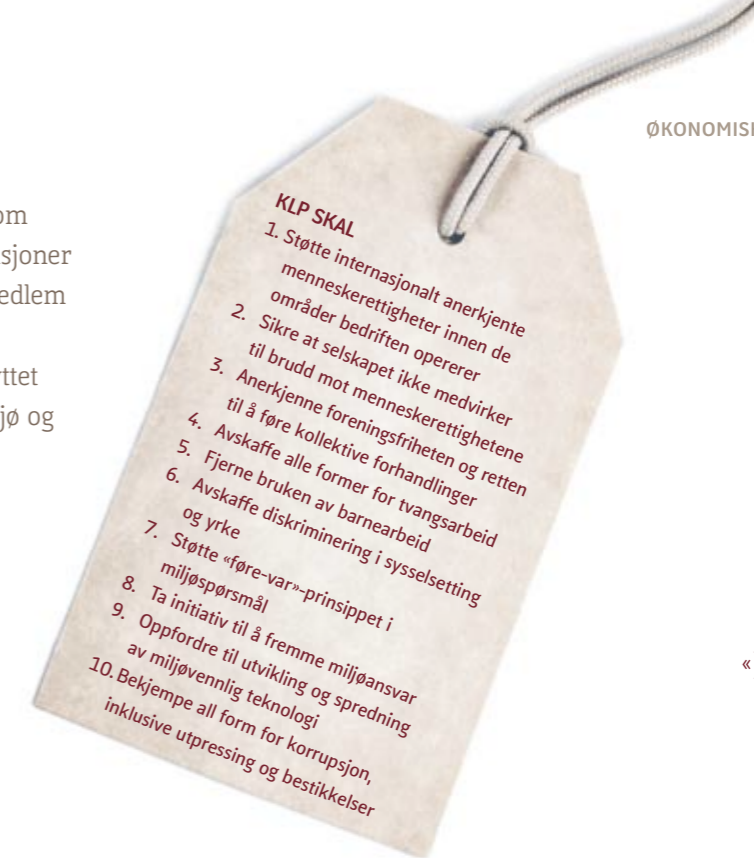 ØKONOMISI
om
sjoner
edlem
ttet
jø og
KLP SKAL
1. Støtte internasjonalt anerkjente
menneskerettigheter innen de
områder bedriften opererer
2. Sikre at selskapet ikke medvirker
til brudd mot menneskerettighetene
3. Anerkjenne foreningsfriheten og retten
til å føre kollektive forhandlinger
4. Avskaffe alle former for tvangsarbeid
5. Fjerne bruken av barnearbeid
6. Avskaffe diskriminering i sysselsetting
og yrke
7. Støtte «føre-var»-prinsippet i
miljøspørsmål
8. Ta initiativ til å fremme miljøansvar
9. Oppfordre til utvikling og spredning
av miljøvennlig teknologi
10. Bekjempe all form for korrupsjon,
inklusive utpressing og bestikkelser
«